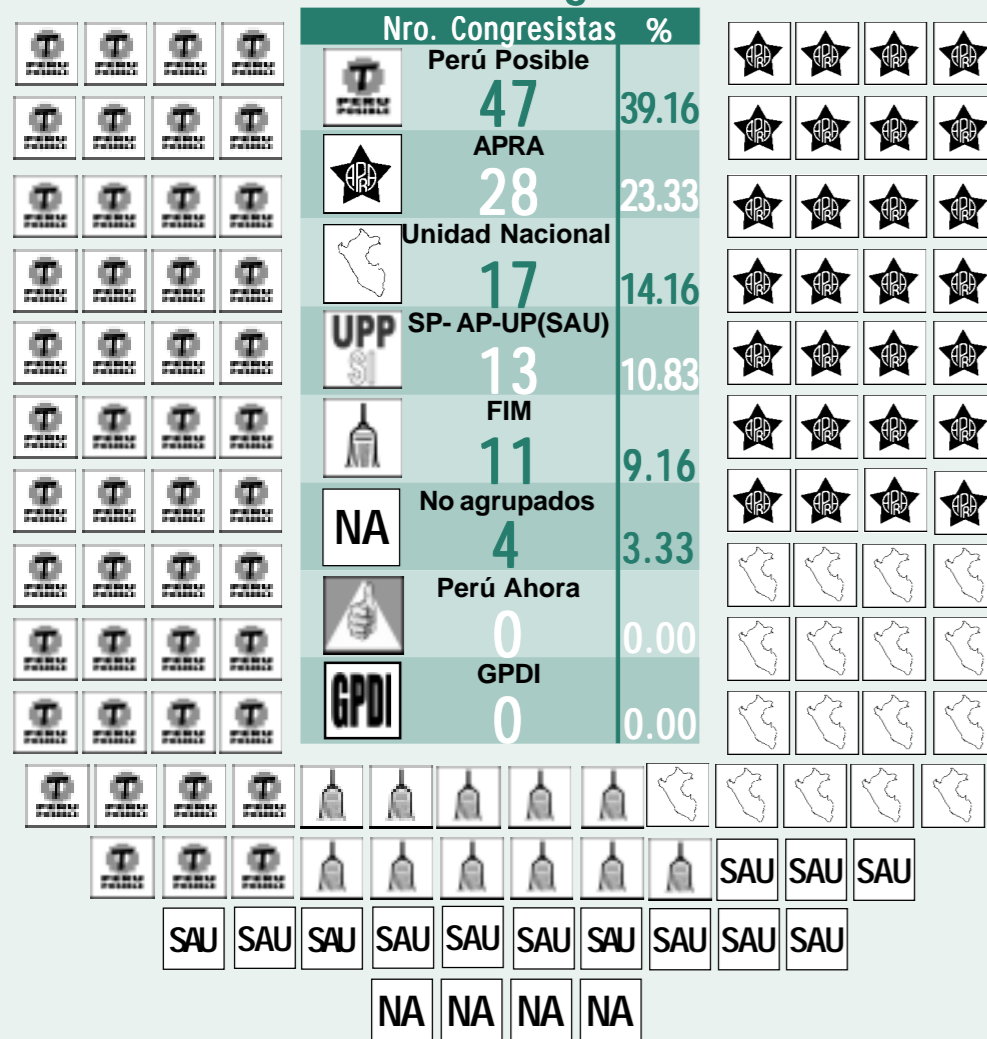 Nro. Congresistas %
Perú Posible
T
PERU
POSIBLE
47 39.16
APRA
APRA
28 23.33
Unidad Nacional
17 14.16
SP- AP-UP(SAU)
UPP
SI
13 10.83
FIM
11 9.16
No agrupados
NA
4 3.33
Perú Ahora
0 0.00
GPDI
GPDI
0 0.00
SAU SAU SAU
SAU SAU SAU SAU SAU SAU SAU SAU SAU SAU
NA NA NA NA